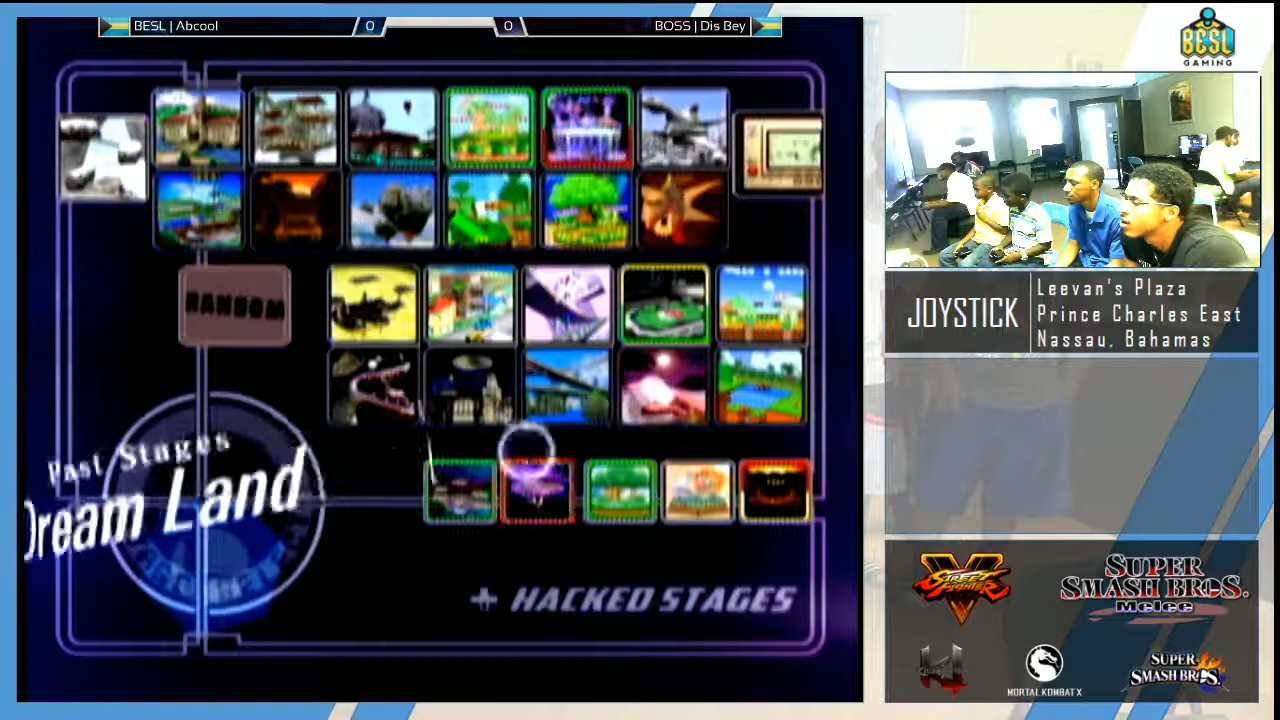 BESL | Abcool
0
0
BOSS | Dis Bey
BESL
GAMING
RANDOM
Past Stages
Dream Land
+ HACKED STAGES
JOYSTICK
Leevan's Plaza
Prince Charles East
Nassau, Bahamas
STREET
FIGHTER
V
SUPER
SMASH BROS.
Melee
MORTAL KOMBAT X
SUPER
SMASH BROS.